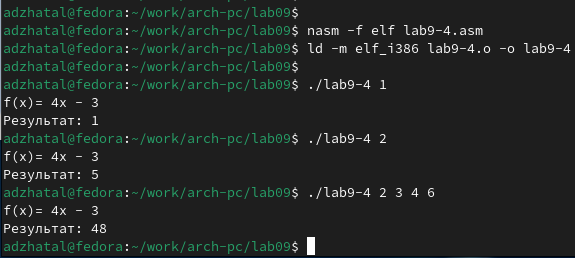 adzhatal@fedora:~/work/arch-pc/lab09$
adzhatal@fedora:~/work/arch-pc/lab09$ nasm -f elf lab9-4.asm
adzhatal@fedora:~/work/arch-pc/lab09$ ld -m elf_i386 lab9-4.o -o lab9-4
adzhatal@fedora:~/work/arch-pc/lab09$
adzhatal@fedora:~/work/arch-pc/lab09$ ./lab9-4 1
f(x)= 4x - 3
Результат: 1
adzhatal@fedora:~/work/arch-pc/lab09$ ./lab9-4 2
f(x)= 4x - 3
Результат: 5
adzhatal@fedora:~/work/arch-pc/lab09$ ./lab9-4 2 3 4 6
f(x)= 4x - 3
Результат: 48
adzhatal@fedora:~/work/arch-pc/lab09$